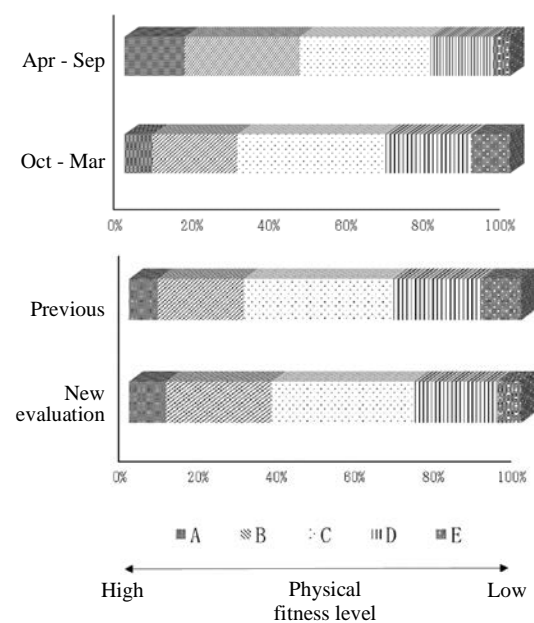 Apr - Sep
Oct - Mar
0% 20% 40% 60% 80% 100%
Previous
New
evaluation
0% 20% 40% 60% 80% 100%
A B C D E
High Physical Low
fitness level